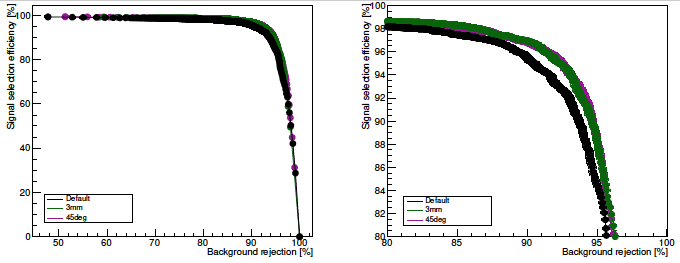 Signal selection efficiency [%]
100
80
60
40
20
0
Default
3mm
45deg
50
60
70
80
90
100
Background rejection [%]
Signal selection efficiency [%]
100
98
96
94
92
90
88
86
84
82
80
Default
3mm
45deg
80
85
90
95
100
Background rejection [%]